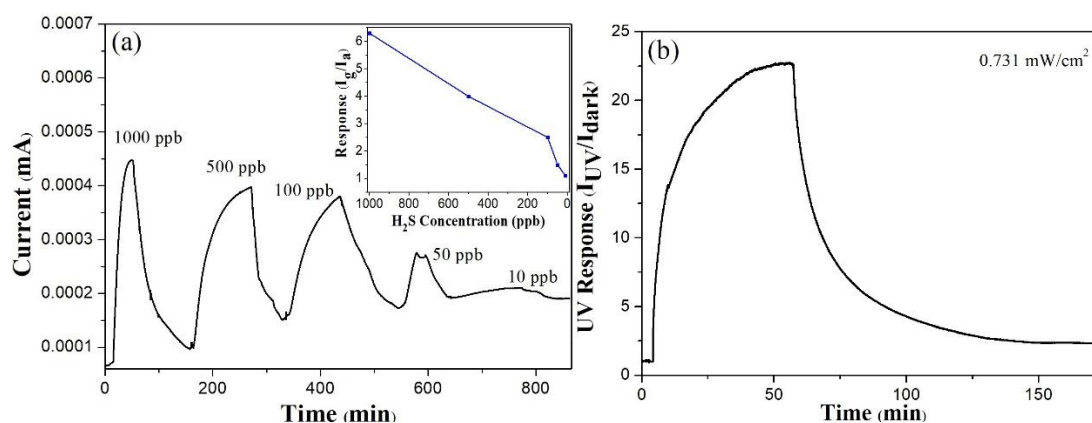 (a)
0.0007
0.0006
0.0005
0.0004
0.0003
0.0002
0.0001
Current (mA)
1000 ppb
500 ppb
100 ppb
50 ppb
10 ppb
0 200 400 600 800
Time (min)
Response (Ig/Ia)
6
5
4
3
2
1
1000 800 600 400 200 0
H₂S Concentration (ppb)
(b)
0.731 mW/cm²
UV Response (IUV/Idark)
25
20
15
10
5
0
0 50 100 150
Time (min)